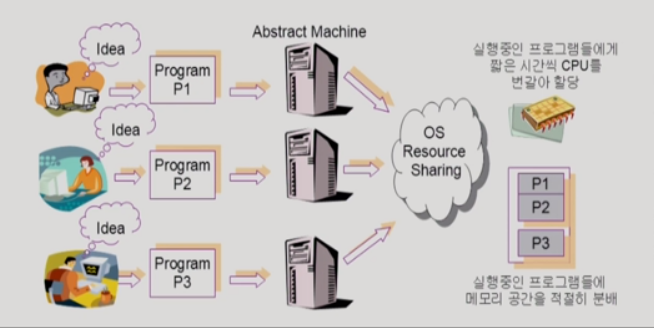 Abstract Machine
Idea
Program
P1
Idea
Program
P2
Idea
Program
P3
OS
Resource
Sharing
실행중인 프로그램들에게
짧은 시간씩 CPU를
번갈아 할당
P1
P2
P3
실행중인 프로그램들에
메모리 공간을 적절히 분배